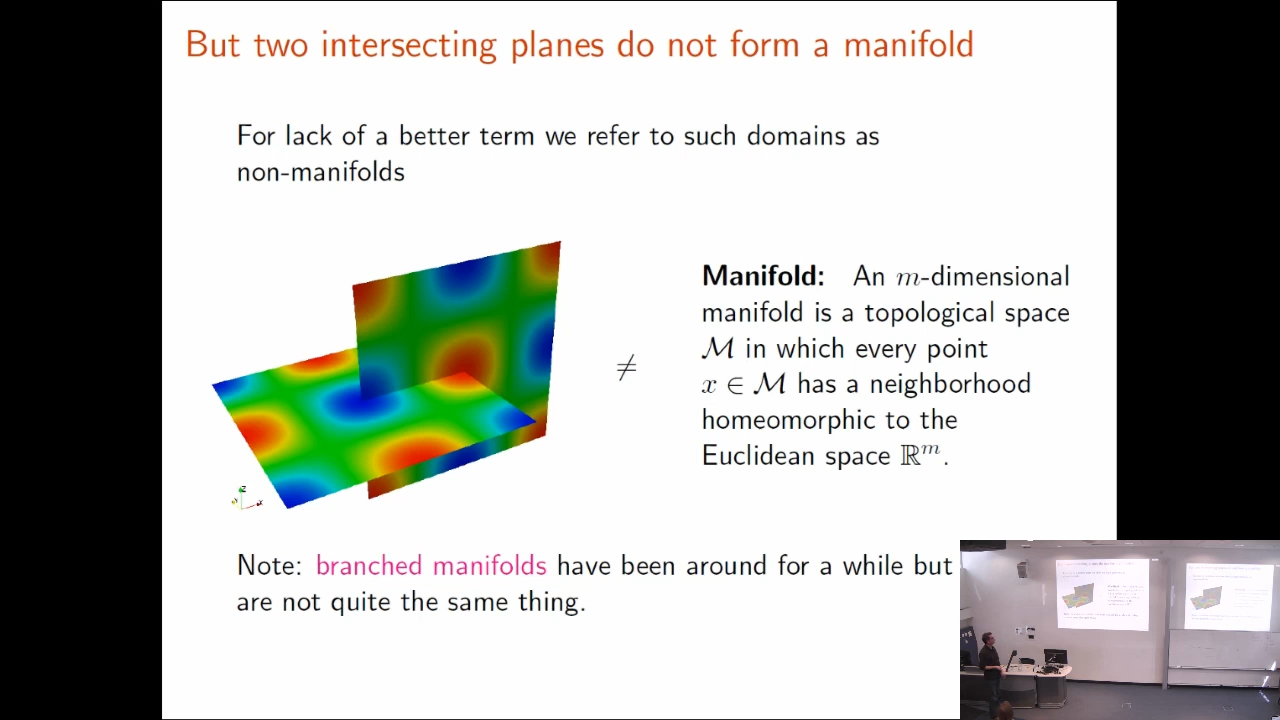 But two intersecting planes do not form a manifold
For lack of a better term we refer to such domains as
non-manifolds
≠
Manifold: An m-dimensional
manifold is a topological space
ℳ in which every point
x ∈ ℳ has a neighborhood
homeomorphic to the
Euclidean space ℝᵐ.
Note: branched manifolds have been around for a while but
are not quite the same thing.